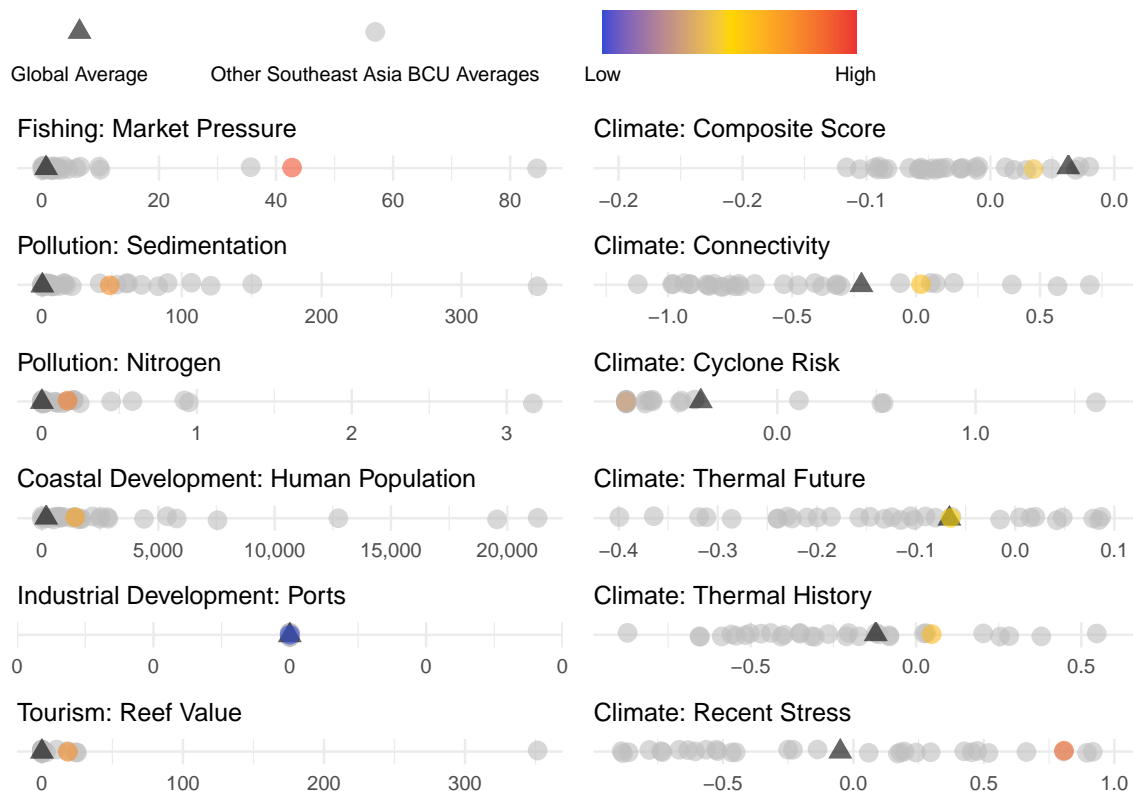 Global Average
Other Southeast Asia BCU Averages
Low
High
Fishing: Market Pressure
0 20 40 60 80
Climate: Composite Score
−0.2 −0.2 −0.1 0.0 0.0
Pollution: Sedimentation
0 100 200 300
Climate: Connectivity
−1.0 −0.5 0.0 0.5
Pollution: Nitrogen
0 1 2 3
Climate: Cyclone Risk
0.0 1.0
Coastal Development: Human Population
0 5,000 10,000 15,000 20,000
Climate: Thermal Future
−0.4 −0.3 −0.2 −0.1 0.0 0.1
Industrial Development: Ports
0 0 0 0 0
Climate: Thermal History
−0.5 0.0 0.5
Tourism: Reef Value
0 100 200 300
Climate: Recent Stress
−0.5 0.0 0.5 1.0